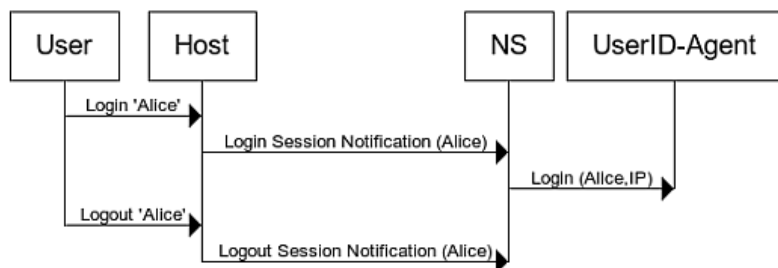 User
Host
NS
UserID-Agent
Login 'Alice'
Login Session Notification (Alice)
Login (Alice,IP)
Logout 'Alice'
Logout Session Notification (Alice)